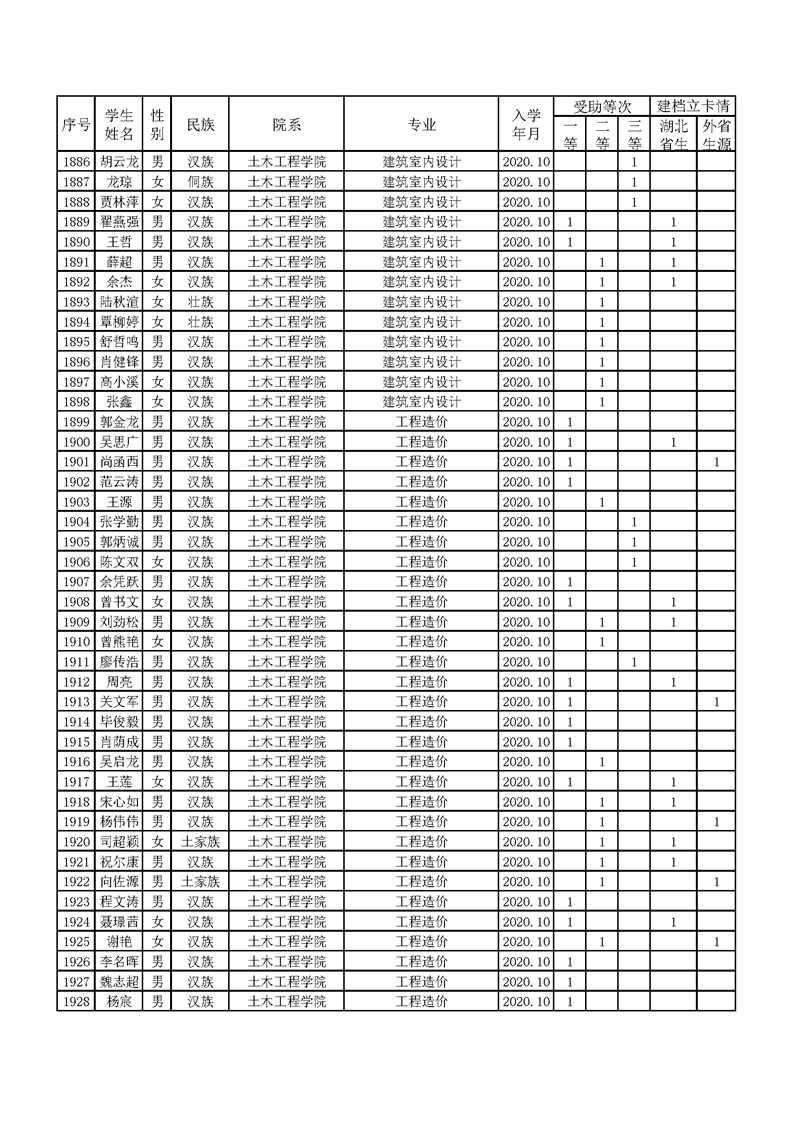 序号 学生姓名 性别 民族 院系 专业 入学年月 受助等次 建档立卡情
一等 二等 三等 湖北省生 外省生源
1886 胡云龙 男 汉族 土木工程学院 建筑室内设计 2020.10 1
1887 龙琼 女 侗族 土木工程学院 建筑室内设计 2020.10 1
1888 贾林萍 女 汉族 土木工程学院 建筑室内设计 2020.10 1
1889 翟燕强 男 汉族 土木工程学院 建筑室内设计 2020.10 1 1
1890 王哲 男 汉族 土木工程学院 建筑室内设计 2020.10 1 1
1891 薛超 男 汉族 土木工程学院 建筑室内设计 2020.10 1 1
1892 余杰 女 汉族 土木工程学院 建筑室内设计 2020.10 1 1
1893 陆秋渲 女 壮族 土木工程学院 建筑室内设计 2020.10 1
1894 覃柳婷 女 壮族 土木工程学院 建筑室内设计 2020.10 1
1895 舒哲鸣 男 汉族 土木工程学院 建筑室内设计 2020.10 1
1896 肖健锋 男 汉族 土木工程学院 建筑室内设计 2020.10 1
1897 高小溪 女 汉族 土木工程学院 建筑室内设计 2020.10 1
1898 张鑫 女 汉族 土木工程学院 建筑室内设计 2020.10 1
1899 郭金龙 男 汉族 土木工程学院 工程造价 2020.10 1
1900 吴思广 男 汉族 土木工程学院 工程造价 2020.10 1 1
1901 尚函西 男 汉族 土木工程学院 工程造价 2020.10 1 1
1902 范云涛 男 汉族 土木工程学院 工程造价 2020.10 1
1903 王源 男 汉族 土木工程学院 工程造价 2020.10 1
1904 张学勤 男 汉族 土木工程学院 工程造价 2020.10 1
1905 郭炳诚 男 汉族 土木工程学院 工程造价 2020.10 1
1906 陈文双 女 汉族 土木工程学院 工程造价 2020.10 1
1907 余凭跃 男 汉族 土木工程学院 工程造价 2020.10 1
1908 曾书文 女 汉族 土木工程学院 工程造价 2020.10 1 1
1909 刘劲松 男 汉族 土木工程学院 工程造价 2020.10 1 1
1910 曾熊艳 女 汉族 土木工程学院 工程造价 2020.10 1
1911 廖传浩 男 汉族 土木工程学院 工程造价 2020.10 1
1912 周亮 男 汉族 土木工程学院 工程造价 2020.10 1 1
1913 关文军 男 汉族 土木工程学院 工程造价 2020.10 1 1
1914 毕俊毅 男 汉族 土木工程学院 工程造价 2020.10 1
1915 肖荫成 男 汉族 土木工程学院 工程造价 2020.10 1
1916 吴启龙 男 汉族 土木工程学院 工程造价 2020.10 1
1917 王莲 女 汉族 土木工程学院 工程造价 2020.10 1 1
1918 宋心如 男 汉族 土木工程学院 工程造价 2020.10 1 1
1919 杨伟伟 男 汉族 土木工程学院 工程造价 2020.10 1 1
1920 司超颖 女 土家族 土木工程学院 工程造价 2020.10 1 1
1921 祝尔康 男 汉族 土木工程学院 工程造价 2020.10 1 1
1922 向佐源 男 土家族 土木工程学院 工程造价 2020.10 1 1
1923 程文涛 男 汉族 土木工程学院 工程造价 2020.10 1
1924 聂璟茜 女 汉族 土木工程学院 工程造价 2020.10 1 1
1925 谢艳 女 汉族 土木工程学院 工程造价 2020.10 1 1
1926 李名晖 男 汉族 土木工程学院 工程造价 2020.10 1
1927 魏志超 男 汉族 土木工程学院 工程造价 2020.10 1
1928 杨宸 男 汉族 土木工程学院 工程造价 2020.10 1